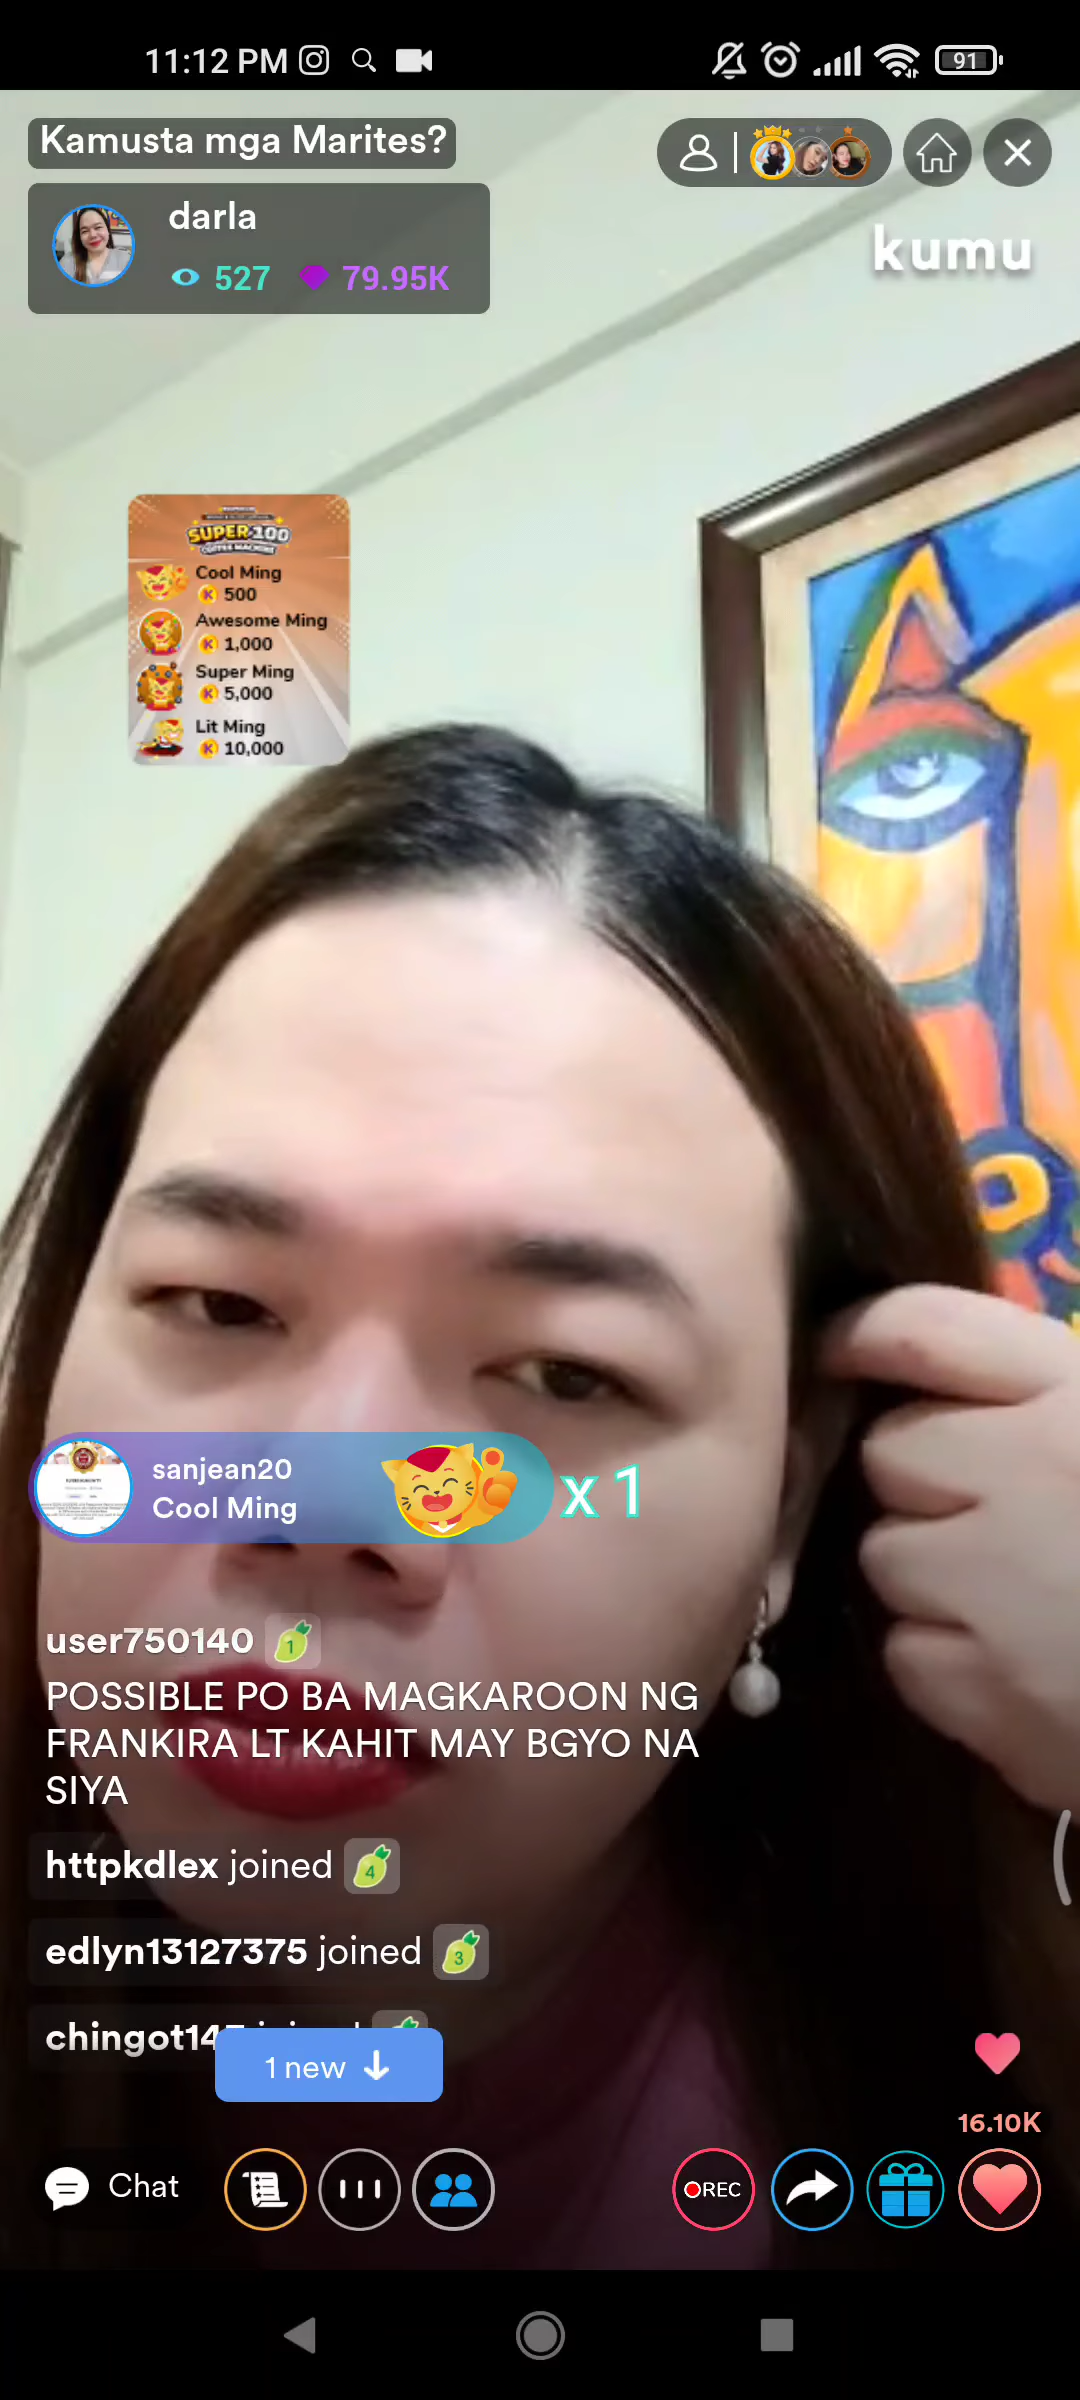 11:12 PM
91
Kamusta mga Marites?
darla
527
79.95K
kumu
SUPER 100
COFFEE MACHINE
Cool Ming
K 500
Awesome Ming
K 1,000
Super Ming
K 5,000
Lit Ming
K 10,000
sanjean20
Cool Ming
x 1
user750140 1
POSSIBLE PO BA MAGKAROON NG
FRANKIRA LT KAHIT MAY BGYO NA
SIYA
httpkdlex joined 4
edlyn13127375 joined 3
1 new
16.10K
Chat
REC